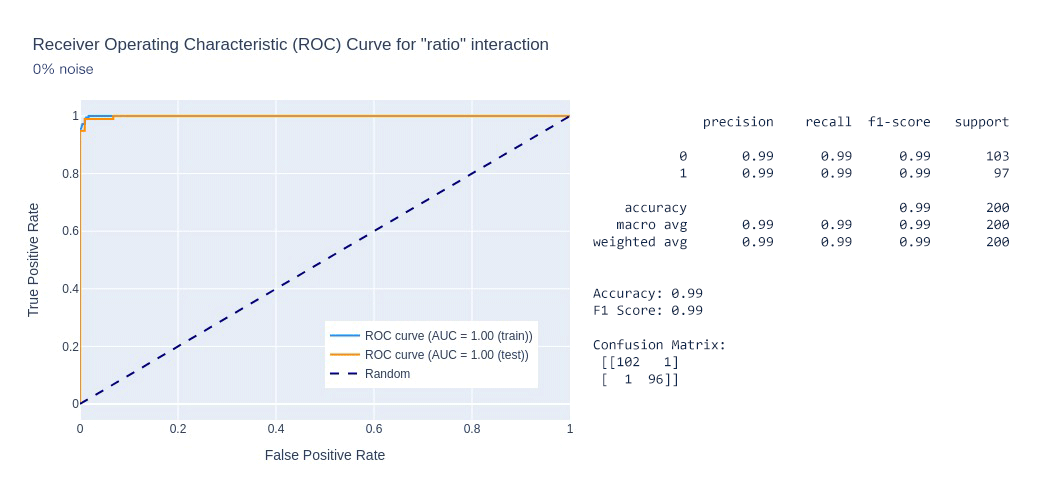 Receiver Operating Characteristic (ROC) Curve for "ratio" interaction
0% noise
1
0.8
0.6
0.4
0.2
0
True Positive Rate
0 0.2 0.4 0.6 0.8 1
False Positive Rate
ROC curve (AUC = 1.00 (train))
ROC curve (AUC = 1.00 (test))
Random
precision recall f1-score support
0 0.99 0.99 0.99 103
1 0.99 0.99 0.99 97
accuracy 0.99 200
macro avg 0.99 0.99 0.99 200
weighted avg 0.99 0.99 0.99 200
Accuracy: 0.99
F1 Score: 0.99
Confusion Matrix:
[[102 1]
[ 1 96]]